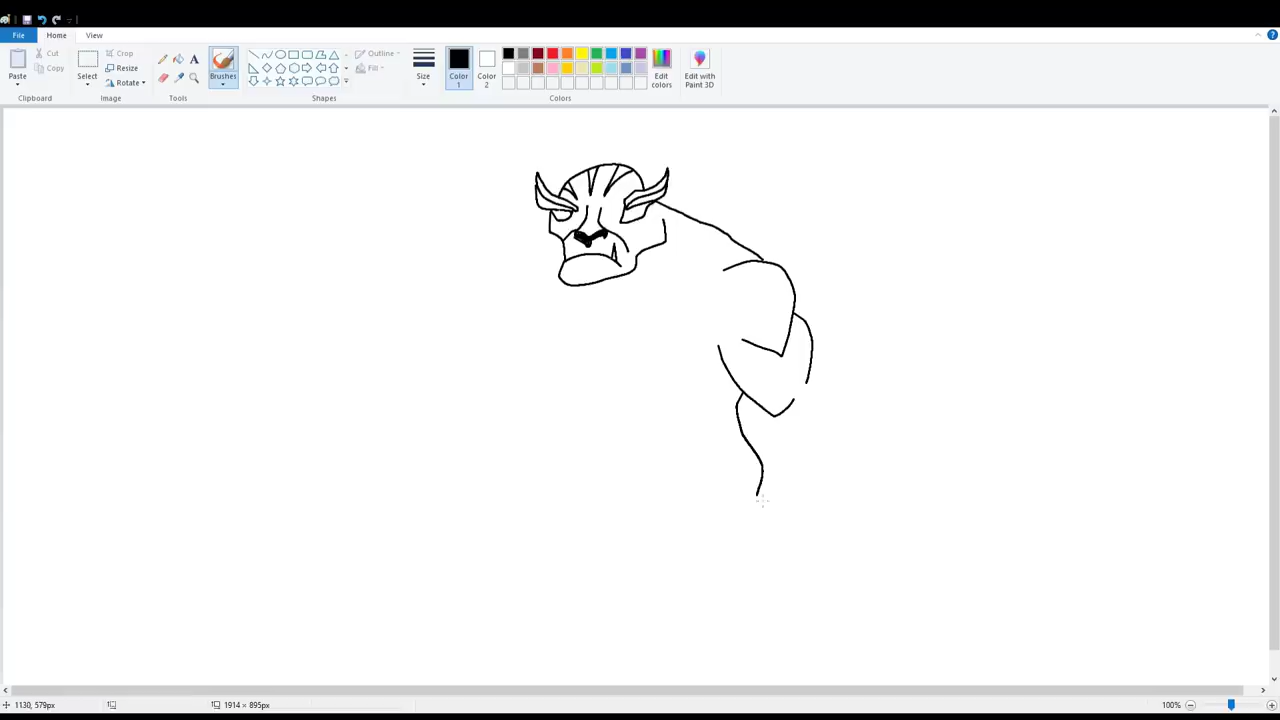 File Home View
Paste Cut Copy Select Crop Resize Rotate A Brushes Outline Fill Size Color 1 Color 2 Edit colors Edit with Paint 3D
Clipboard Image Tools Shapes Colors
1130, 579px 1914 × 895px 100%